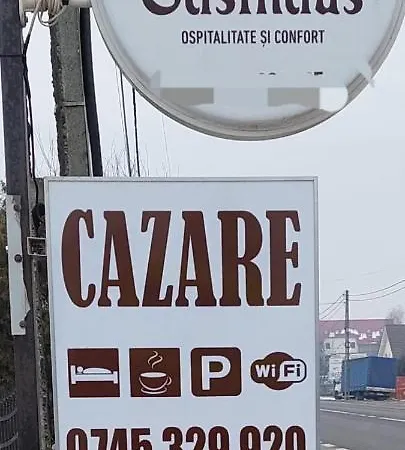 OSPITALITATE ȘI CONFORT
CAZARE
P
WiFi
0745 329 920